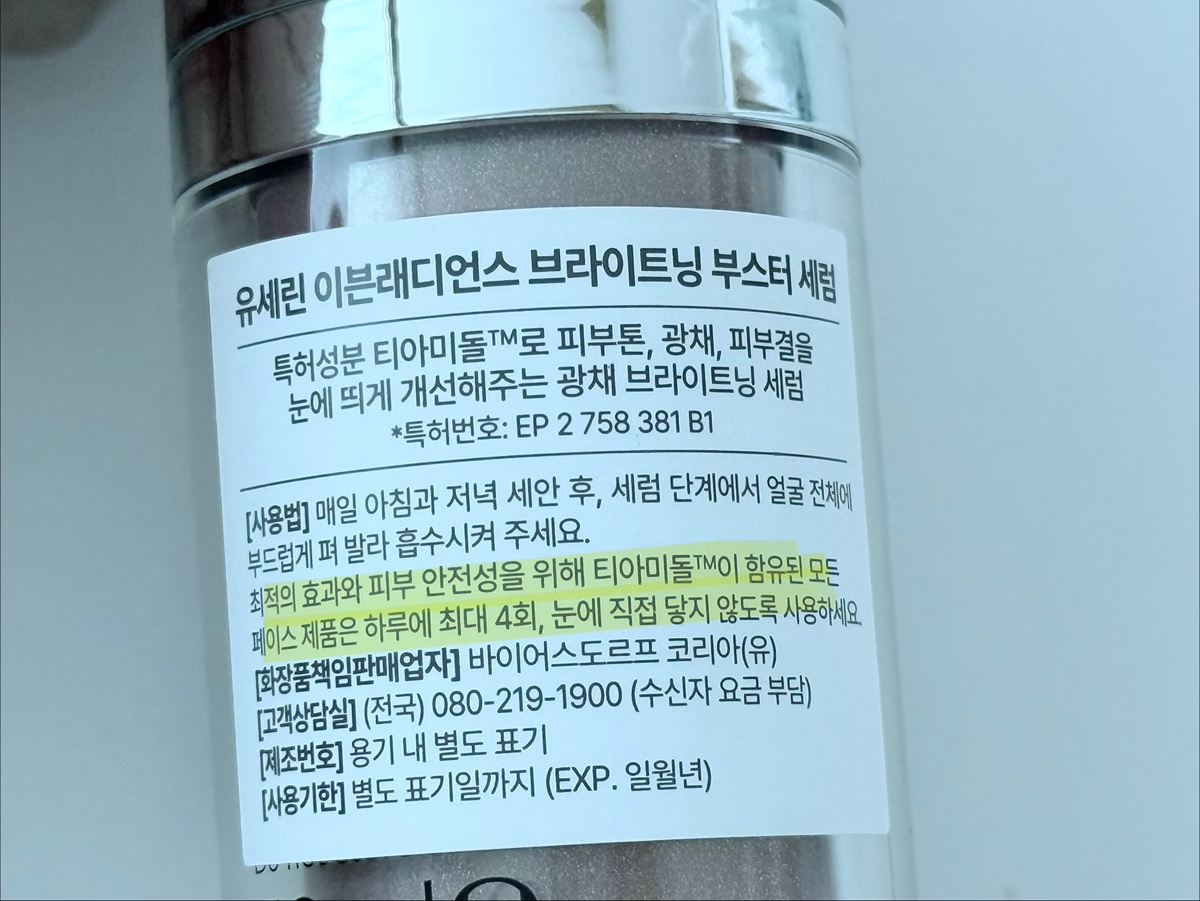 유세린 이븐래디언스 브라이트닝 부스터 세럼
특허성분 티아미돌™로 피부톤, 광채, 피부결을
눈에 띄게 개선해주는 광채 브라이트닝 세럼
*특허번호: EP 2 758 381 B1
[사용법] 매일 아침과 저녁 세안 후, 세럼 단계에서 얼굴 전체에
부드럽게 펴 발라 흡수시켜 주세요.
최적의 효과와 피부 안전성을 위해 티아미돌™이 함유된 모든
페이스 제품은 하루에 최대 4회, 눈에 직접 닿지 않도록 사용하세요.
[화장품책임판매업자] 바이어스도르프 코리아(유)
[고객상담실] (전국) 080-219-1900 (수신자 요금 부담)
[제조번호] 용기 내 별도 표기
[사용기한] 별도 표기일까지 (EXP. 일월년)